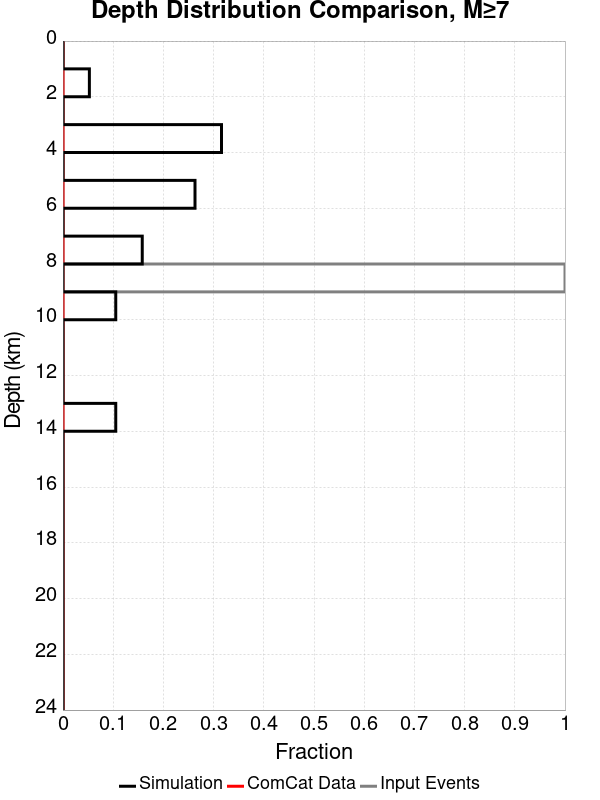 Depth Distribution Comparison, M≥7
0
2
4
6
8
10
12
14
16
18
20
22
24
Depth (km)
0 0.1 0.2 0.3 0.4 0.5 0.6 0.7 0.8 0.9 1
Fraction
Simulation ComCat Data Input Events